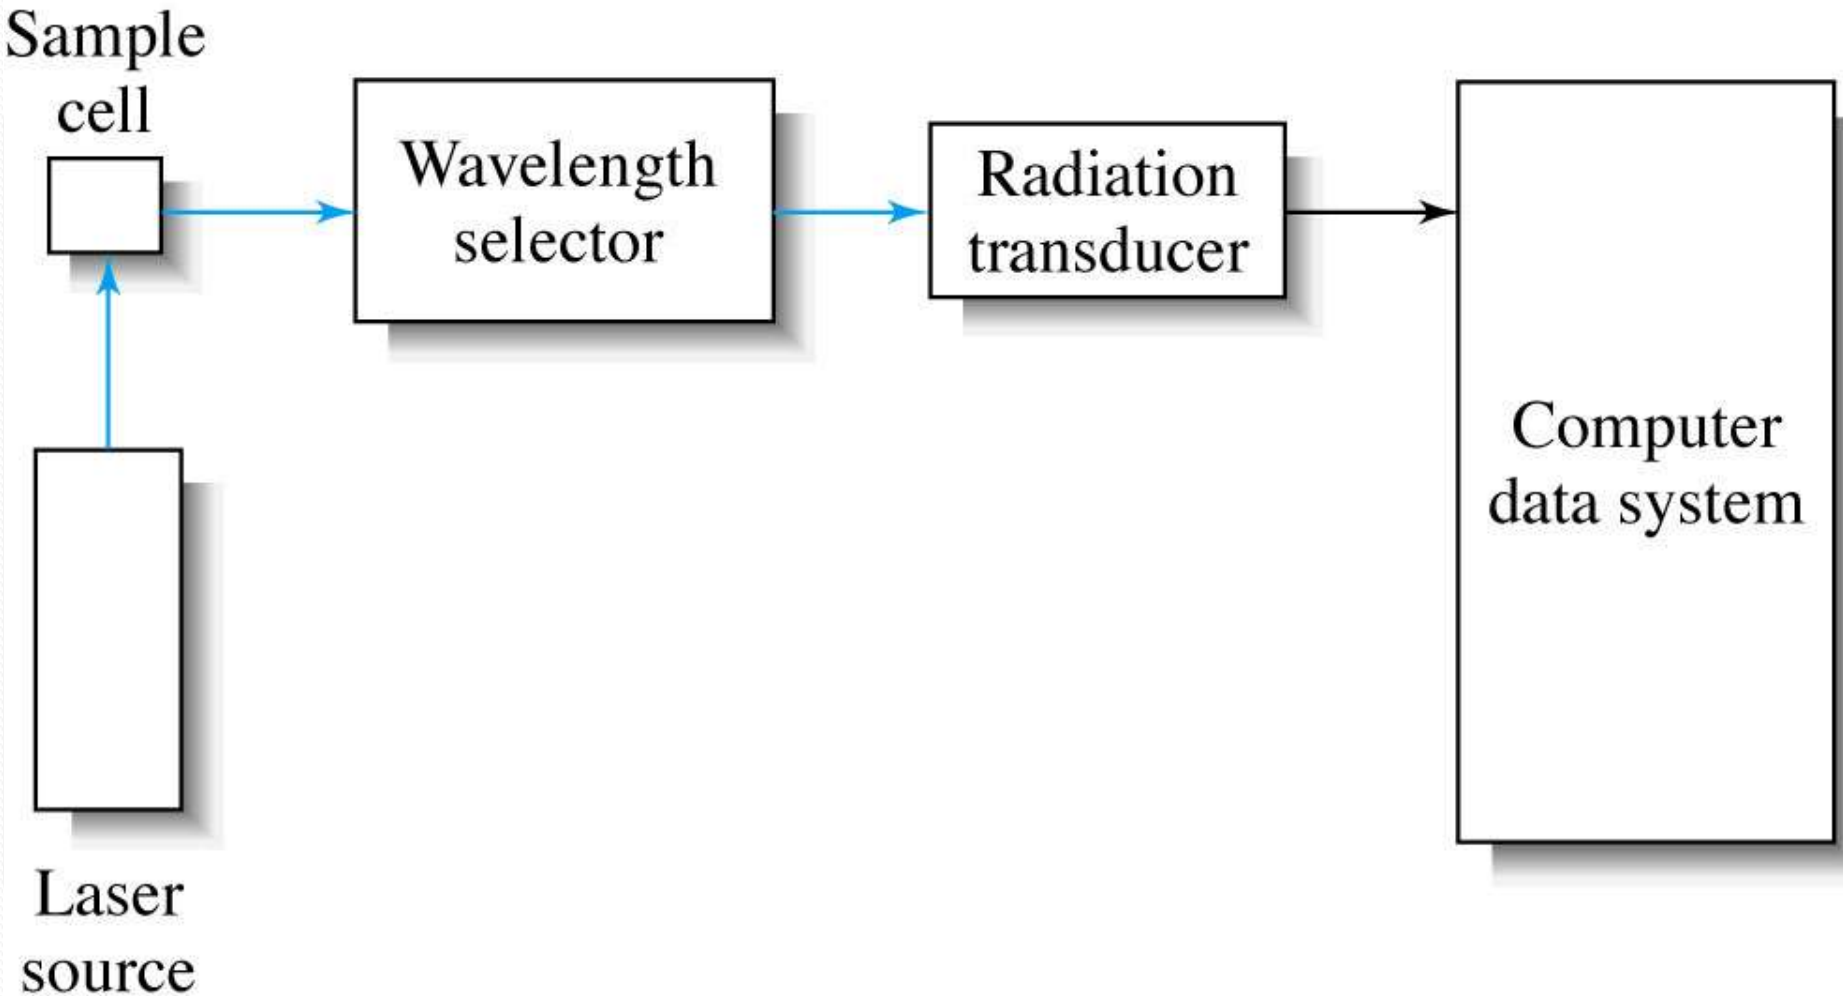 Sample
cell
Wavelength
selector
Radiation
transducer
Computer
data system
Laser
source